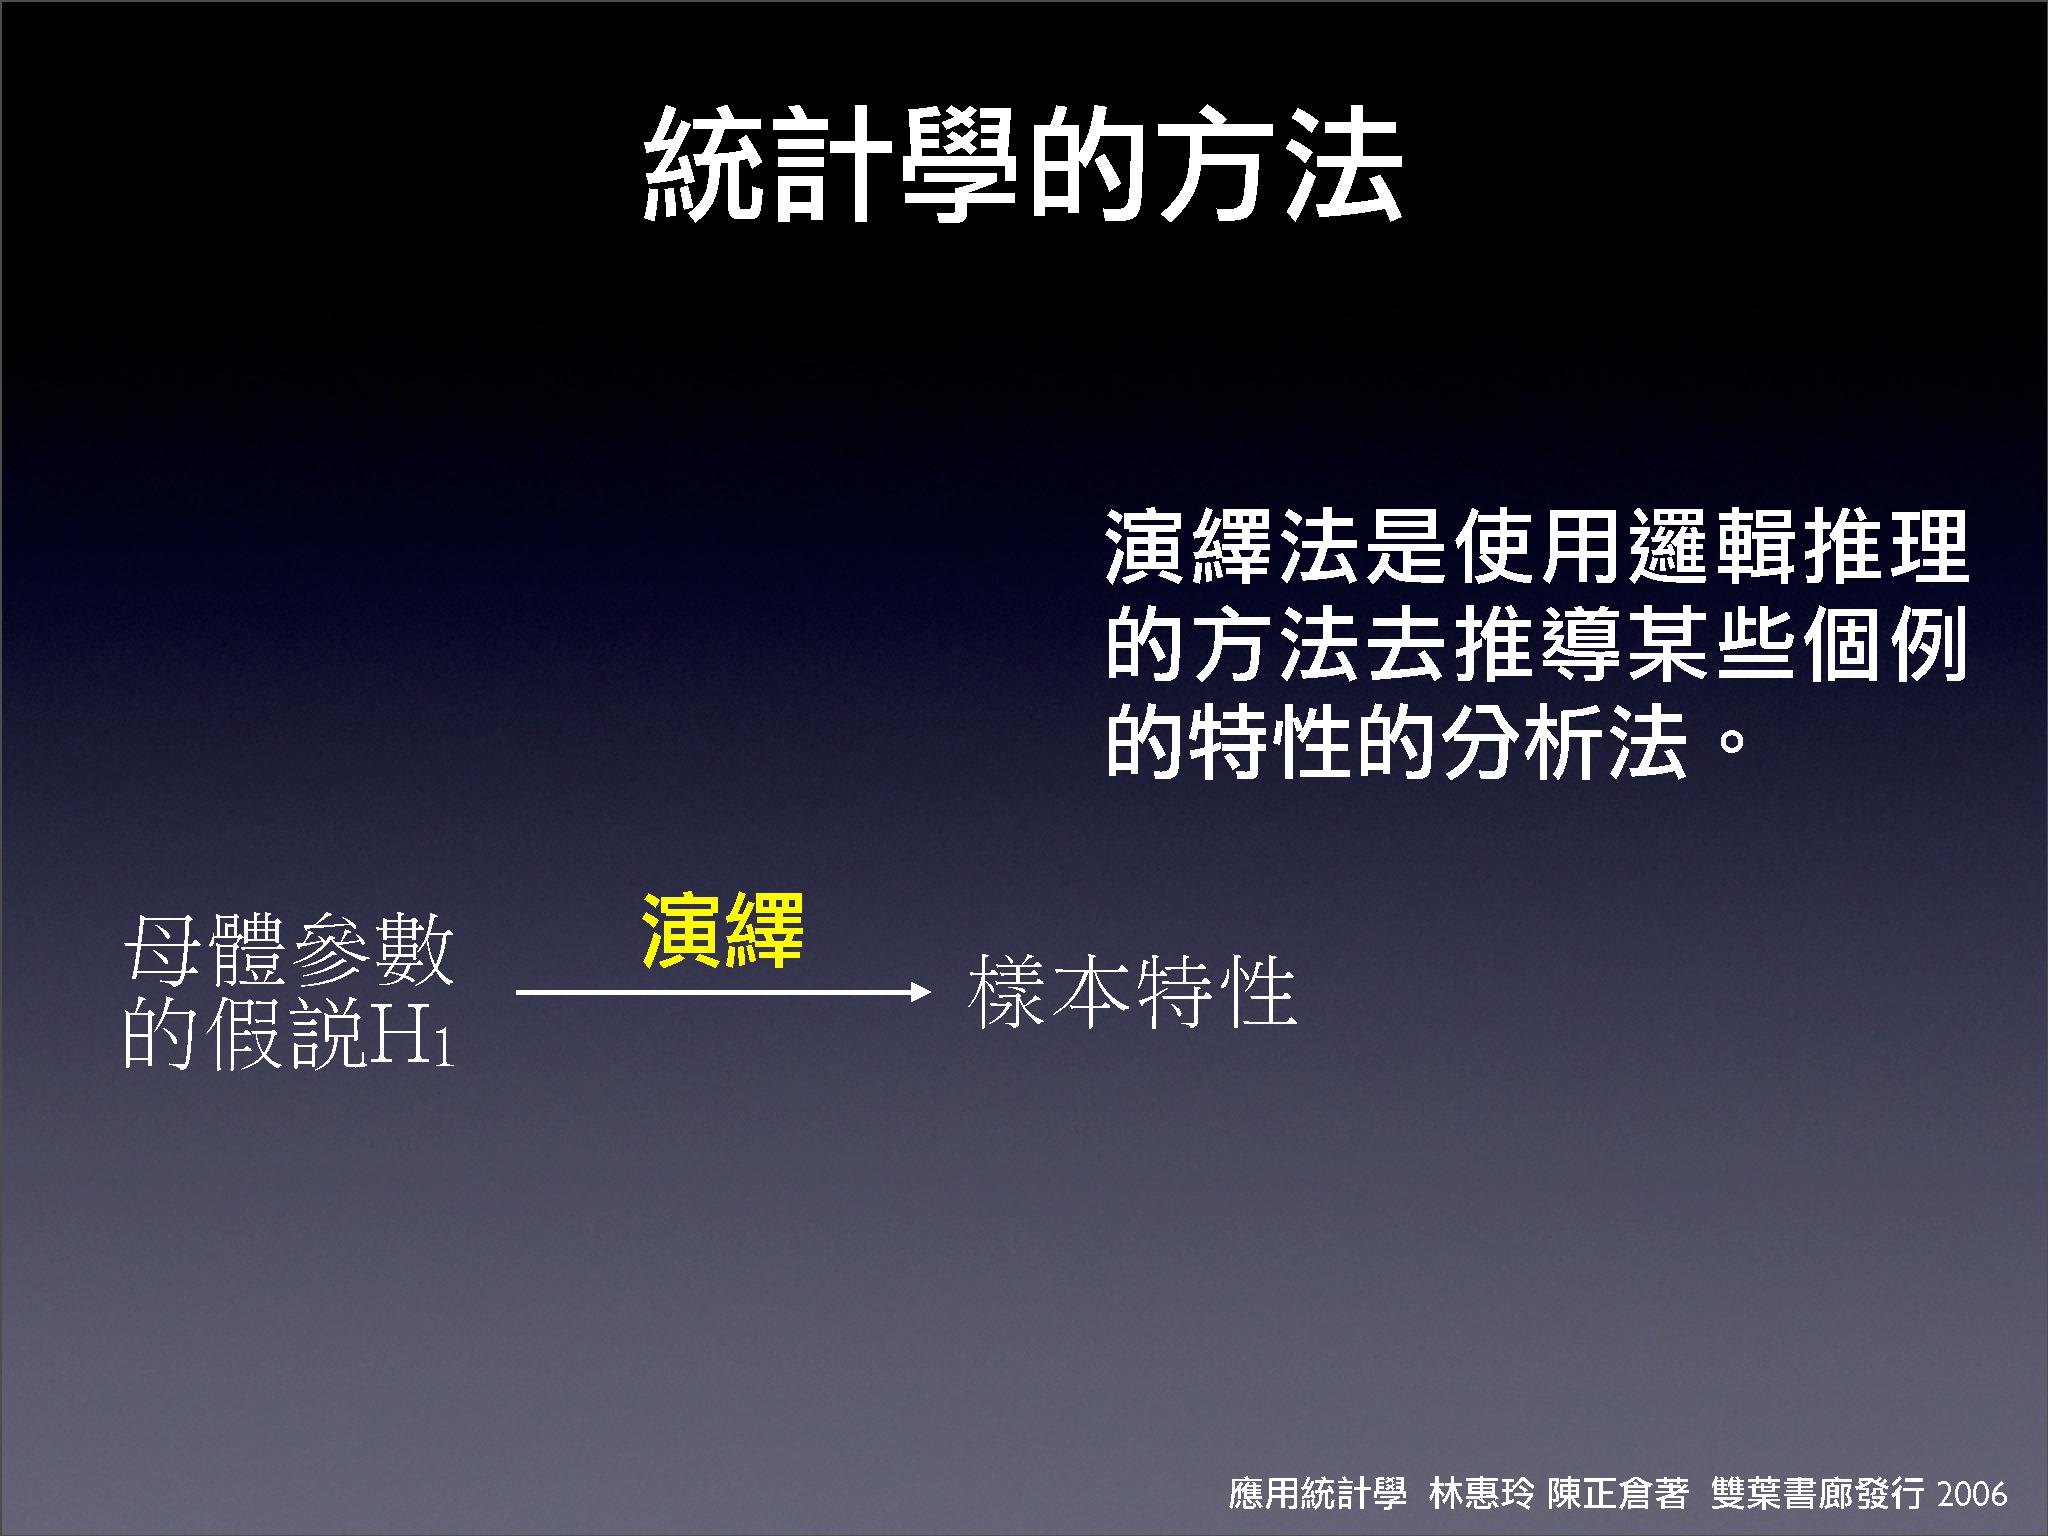 統計學的方法
演繹法是使用邏輯推理
的方法去推導某些個例
的特性的分析法。
演繹
母體參數
的假説H1
樣本特性
應用統計學 林惠玲 陳正倉著 雙葉書廊發行 2006